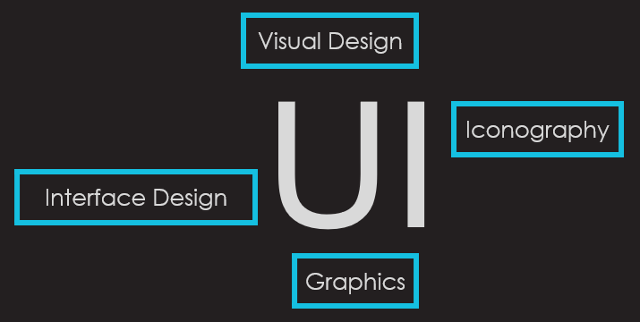 Visual Design
UI
Iconography
Interface Design
Graphics